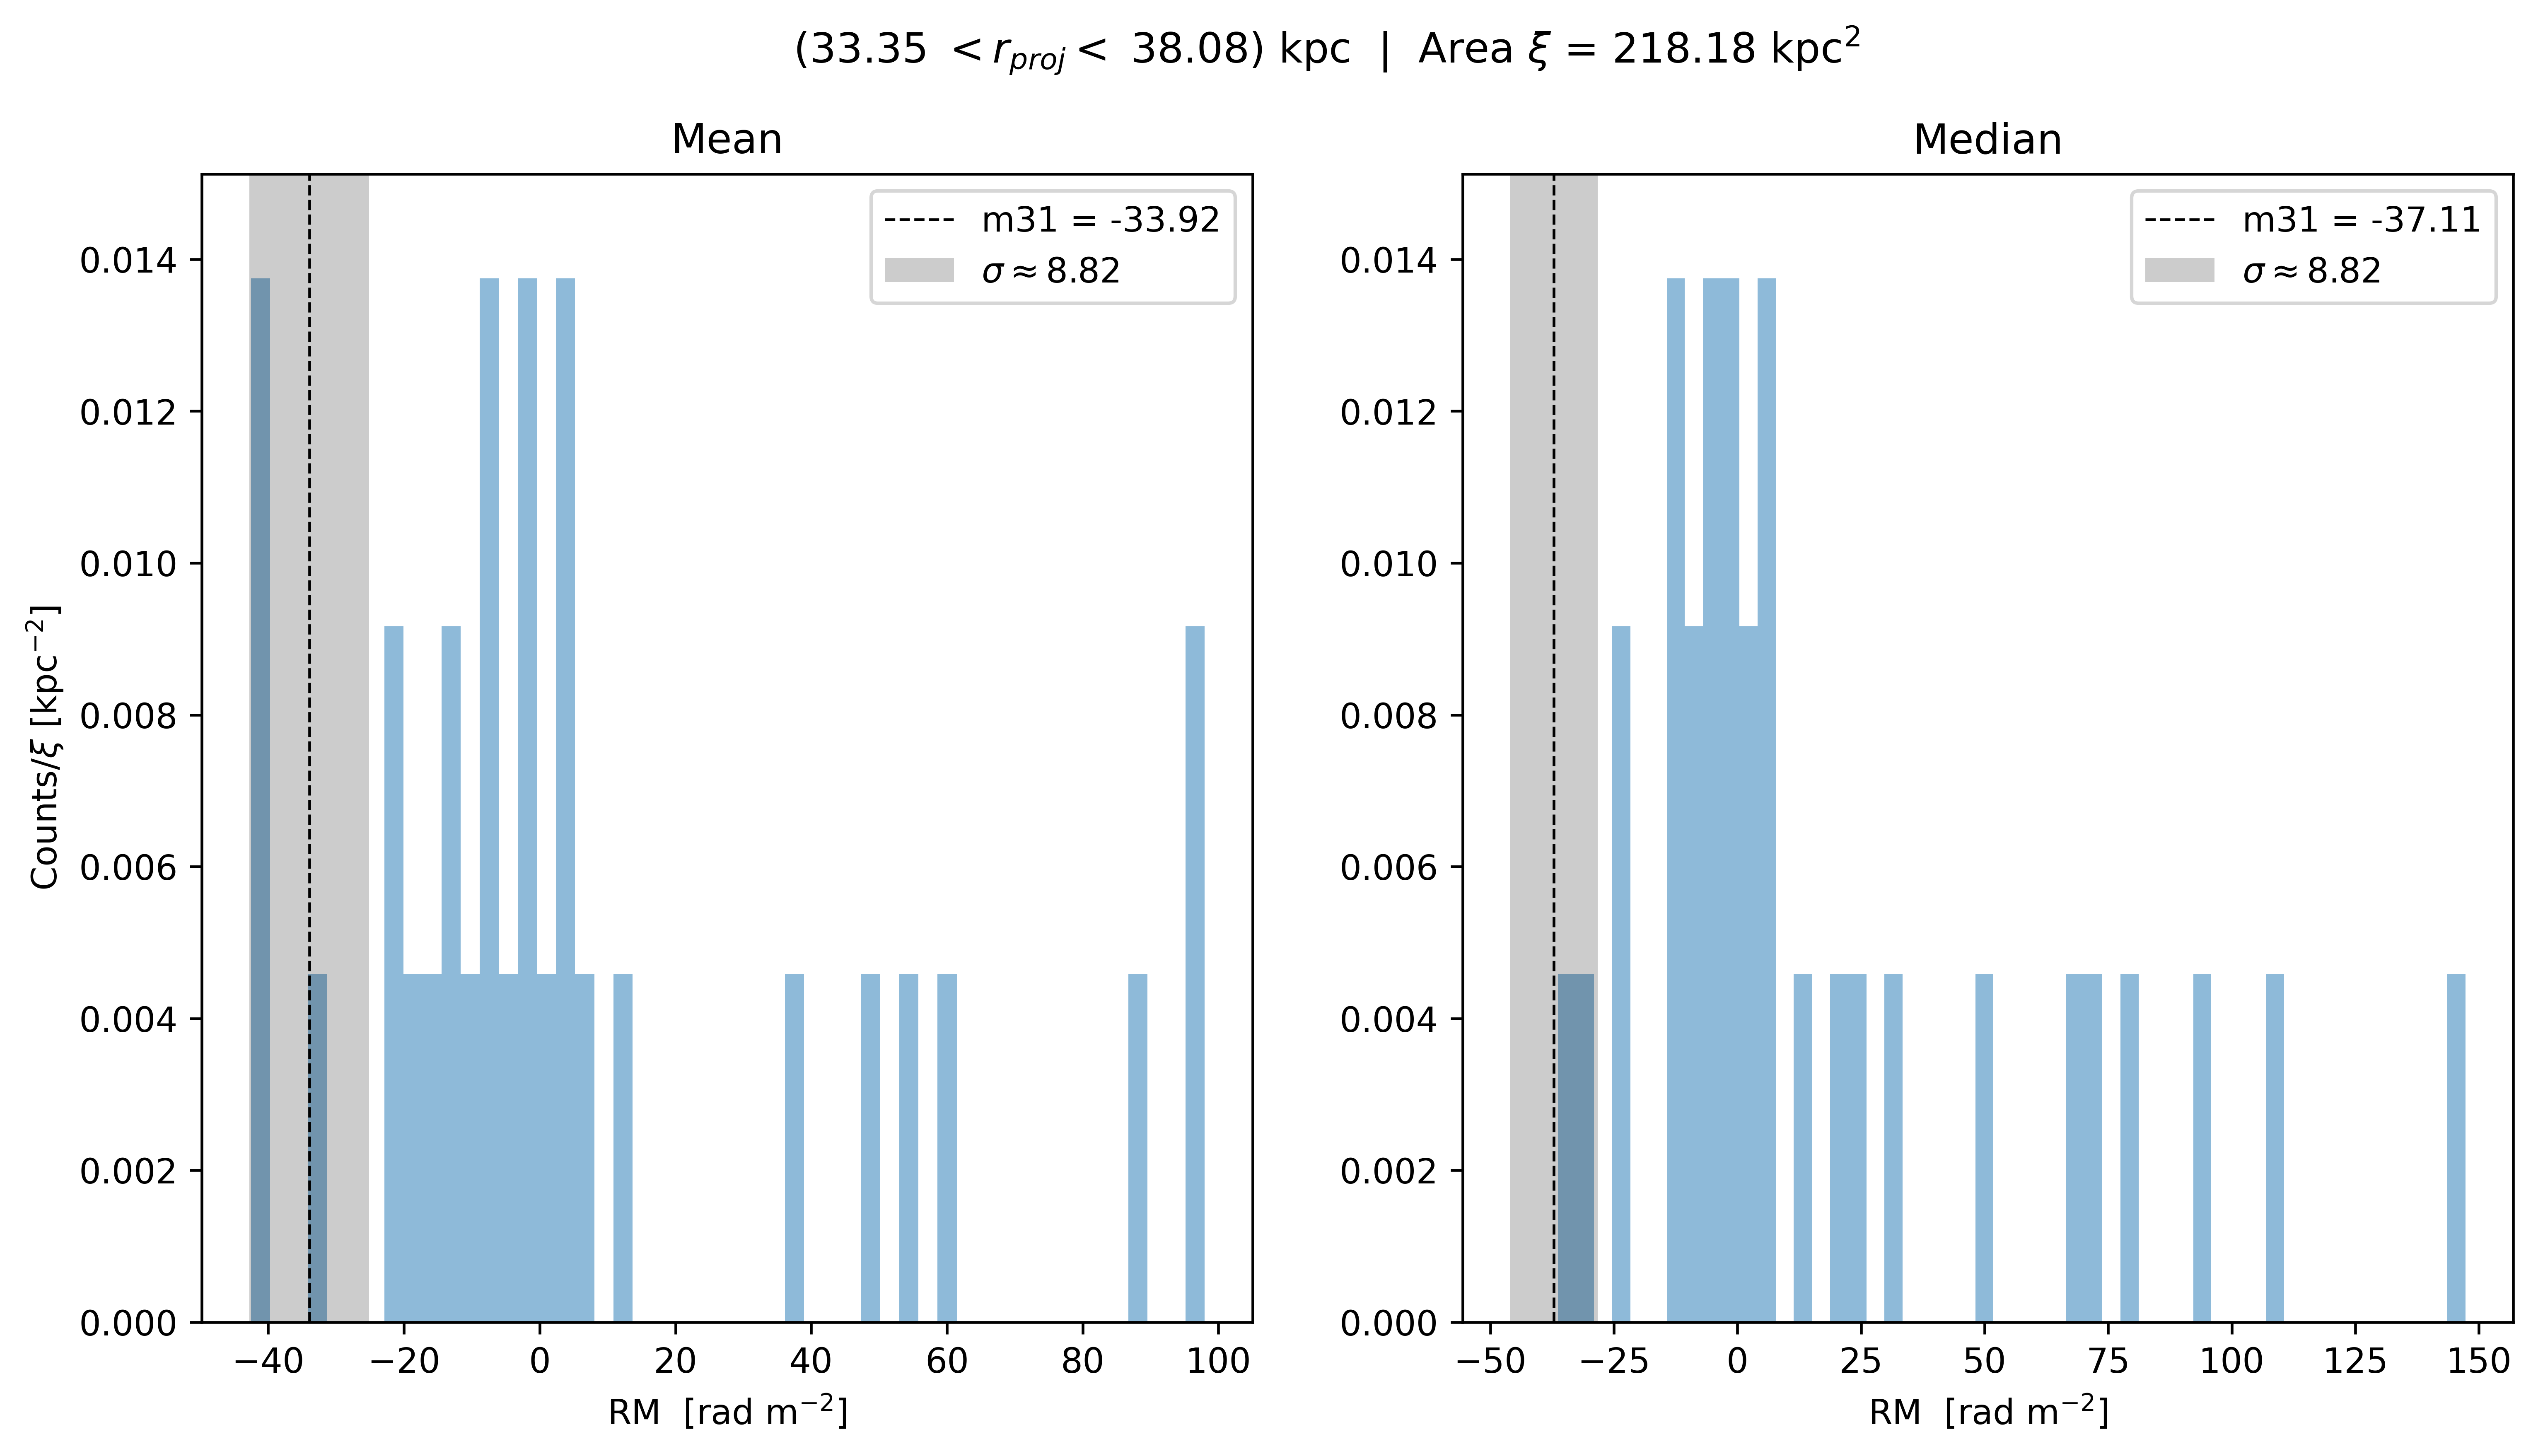 (33.35 < r_proj < 38.08) kpc | Area ξ = 218.18 kpc²
Mean
m31 = -33.92
σ ≈ 8.82
0.014
0.012
0.010
0.008
0.006
0.004
0.002
0.000
Counts/ξ [kpc⁻²]
−40 −20 0 20 40 60 80 100
RM [rad m⁻²]
Median
m31 = -37.11
σ ≈ 8.82
0.014
0.012
0.010
0.008
0.006
0.004
0.002
0.000
−50 −25 0 25 50 75 100 125 150
RM [rad m⁻²]